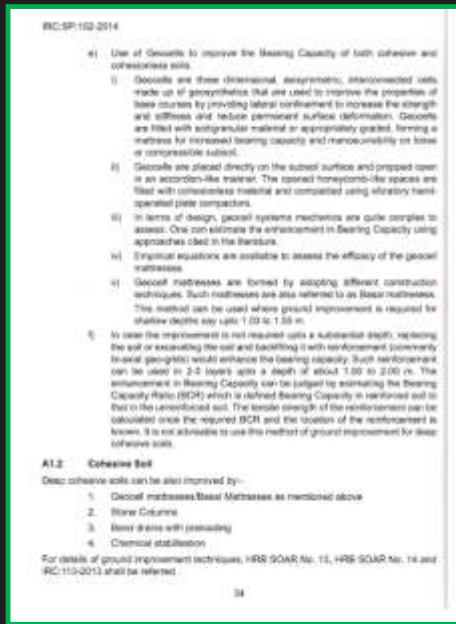 IRC:SP:102-2014
e) Use of Geocells to improve the Bearing Capacity of both cohesive and
cohesionless soils.
i) Geocells are three dimensional, axisymmetric, interconnected cells
made up of geosynthetics that are used to improve the properties of
base courses by providing lateral confinement to increase the strength
and stiffness and reduce permanent surface deformation. Geocells
are filled with soil/granular material or appropriately graded, forming a
mattress for increased bearing capacity and manoeuvrability on loose
or compressible subsoil.
ii) Geocells are placed directly on the subsoil surface and propped open
in an accordion-like manner. The opened honeycomb-like spaces are
filled with cohesionless material and compacted using vibratory hand-
operated plate compactors.
iii) In terms of design, geocell systems mechanics are quite complex to
assess. One can estimate the enhancement in Bearing Capacity using
approaches cited in the literature.
iv) Empirical equations are available to assess the efficacy of the geocell
mattresses.
v) Geocell mattresses are formed by adopting different construction
techniques. Such mattresses are also referred to as Basal mattresses.
This method can be used where ground improvement is required for
shallow depths say upto 1.00 to 1.50 m.
f) In case the improvement is not required upto a substantial depth, replacing
the soil or excavating the soil and backfilling it with reinforcement (commonly
bi-axial geo-grids) would enhance the bearing capacity. Such reinforcement
can be used in 2-3 layers upto a depth of about 1.00 to 2.00 m. The
enhancement in Bearing Capacity can be judged by estimating the Bearing
Capacity Ratio (BCR) which is defined Bearing Capacity in reinforced soil to
that in the unreinforced soil. The tensile strength of the reinforcement can be
calculated once the required BCR and the location of the reinforcement is
known. It is not advisable to use this method of ground improvement for deep
cohesive soils.
A1.2 Cohesive Soil
Deep cohesive soils can be also improved by:-
1. Geocell mattresses/Basal Mattresses as mentioned above
2. Stone Columns
3. Band drains with preloading
4. Chemical stabilisation
For details of ground improvement techniques, HRB SOAR No. 13, HRB SOAR No. 14 and
IRC:113-2013 shall be referred.
34